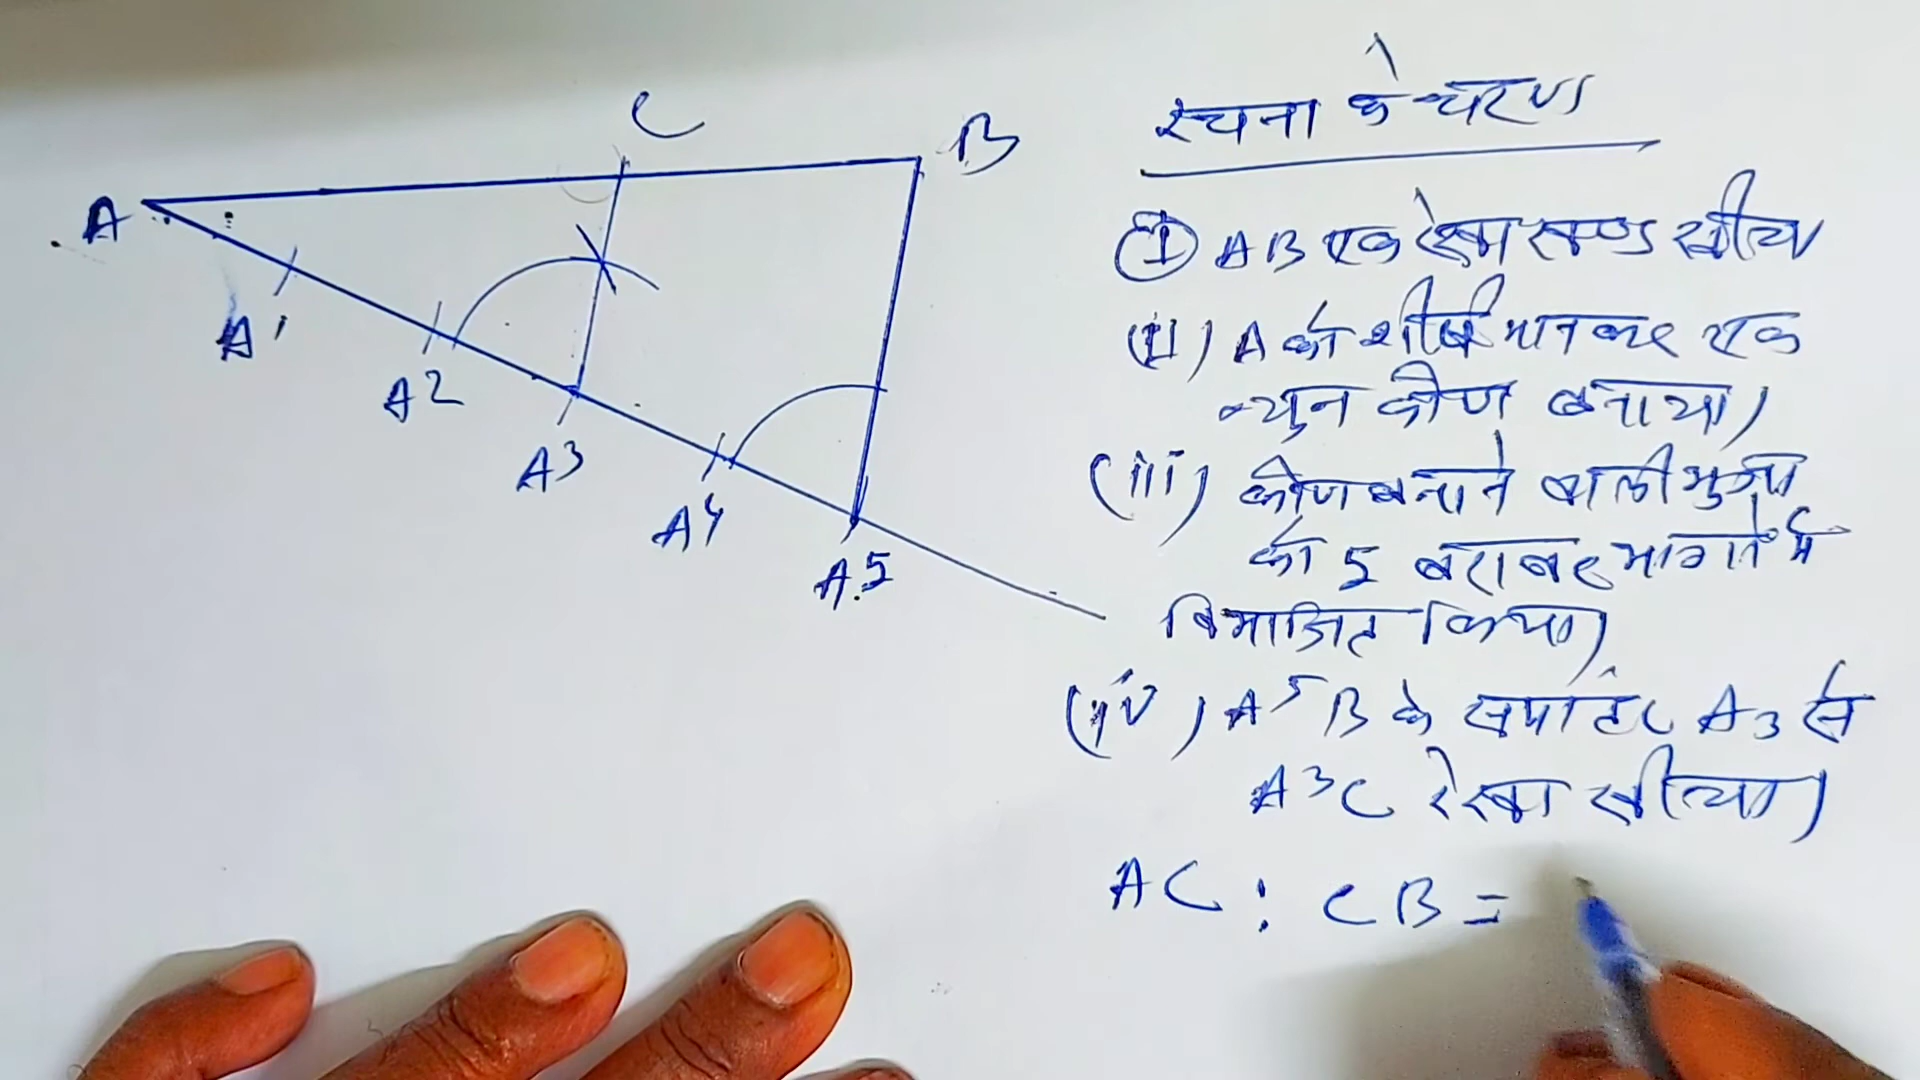 C
B
A
A1
A2
A3
A4
A5
रचना के चरण
(I) AB एक रेखा खण्ड खींचा
(ii) A को शीर्ष मानकर एक
न्युन कोण बनाया।
(iii) कोण बनाने वाली भुजा
को 5 बराबर भागों में
विभाजित किया।
(iv) A5B के समांतर A3 से
A3C रेखा खींचा।
AC : CB =